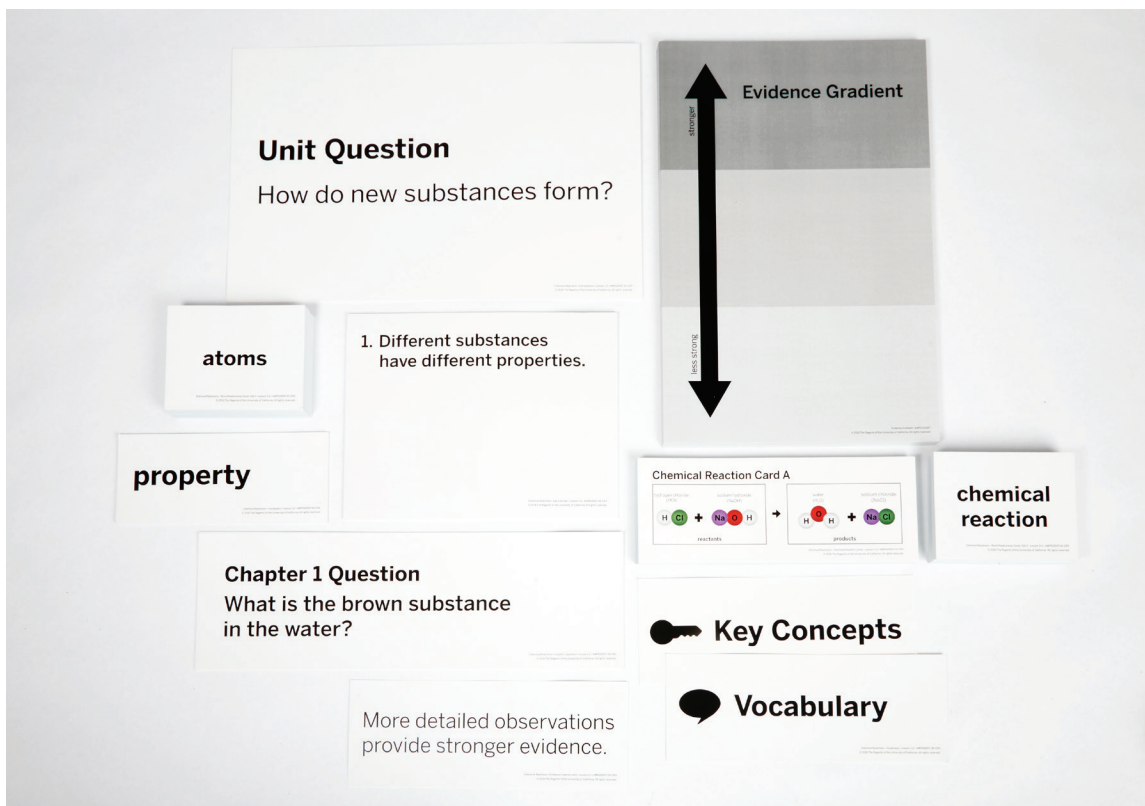 Unit Question
How do new substances form?
Evidence Gradient
stronger
less strong
atoms
1. Different substances
have different properties.
property
Chemical Reaction Card A
H Cl + Na O H → H O H + Na Cl
reactants
products
chemical
reaction
Chapter 1 Question
What is the brown substance
in the water?
Key Concepts
Vocabulary
More detailed observations
provide stronger evidence.